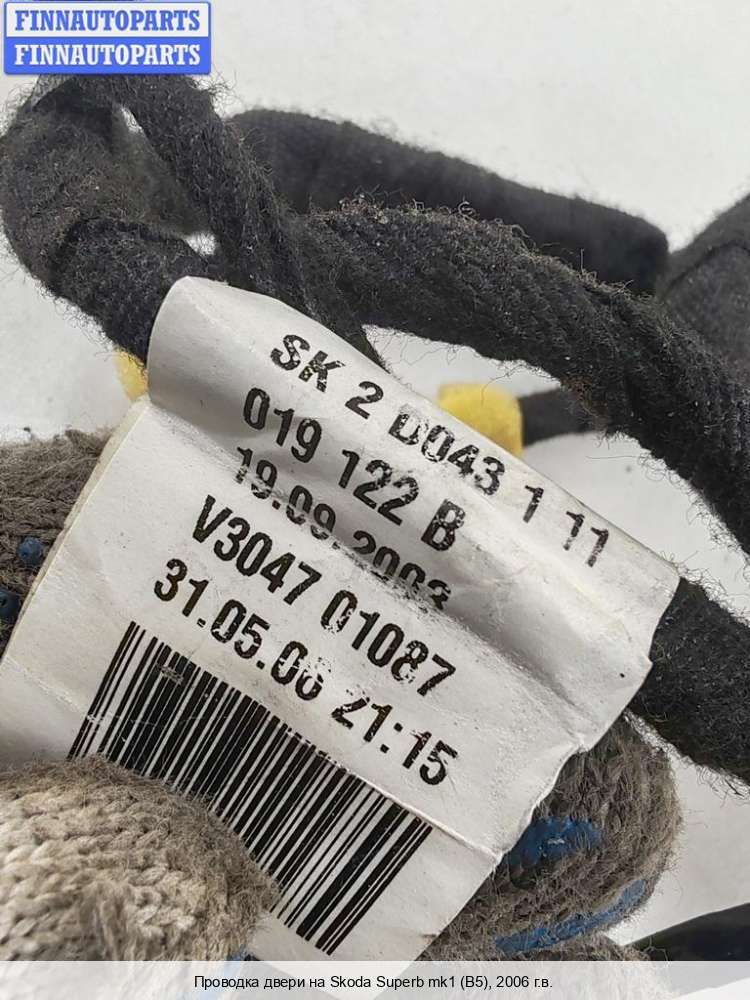 FINNAUTOPARTS
FINNAUTOPARTS
SK 2 D043 1 11
019 122 B
19.09.2003
V3047 01087
31.05.06 21:15
Проводка двери на Skoda Superb mk1 (B5), 2006 г.в.